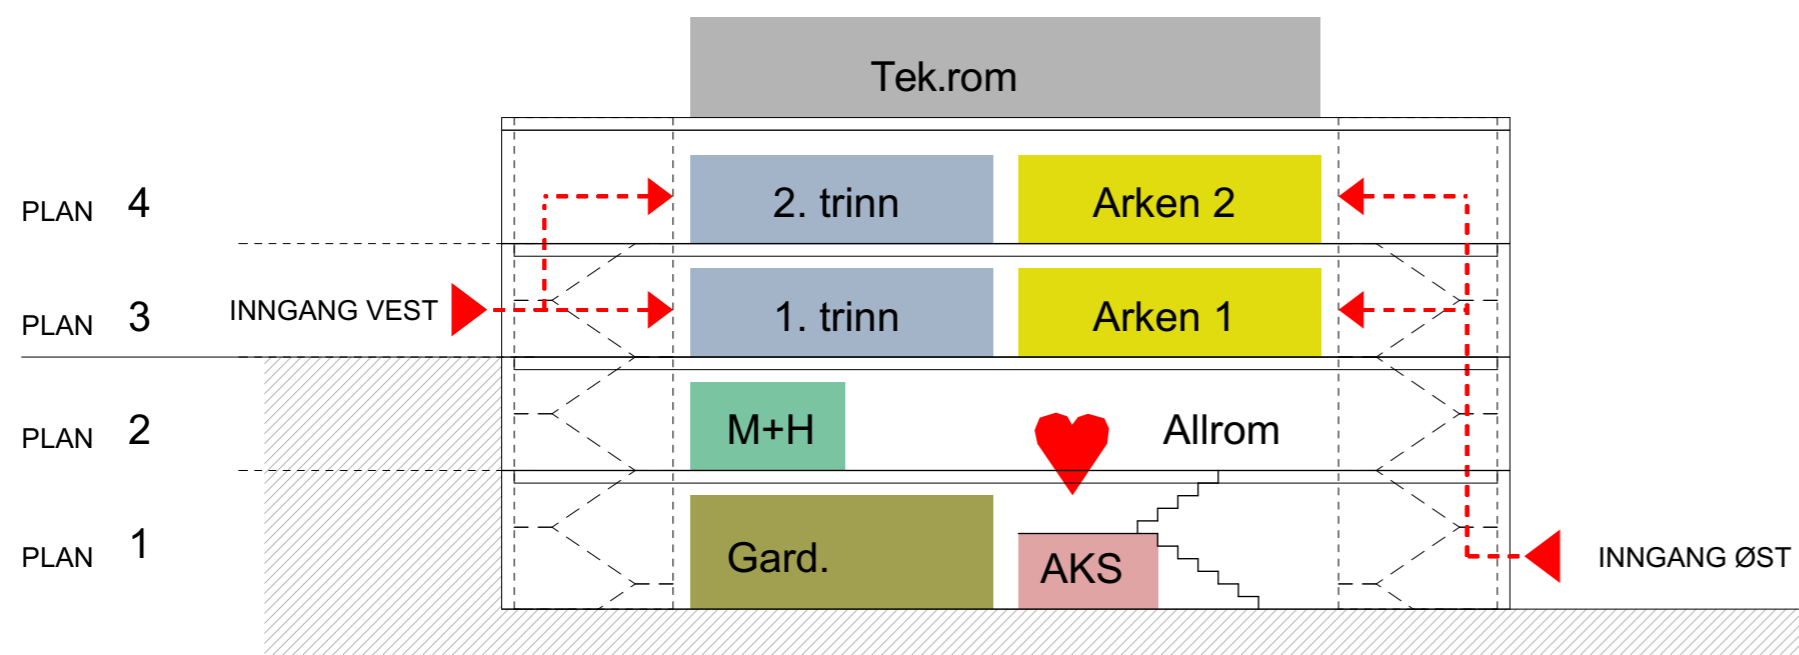 Tek.rom
PLAN 4
2. trinn
Arken 2
PLAN 3
INNGANG VEST
1. trinn
Arken 1
PLAN 2
M+H
Allrom
PLAN 1
Gard.
AKS
INNGANG ØST